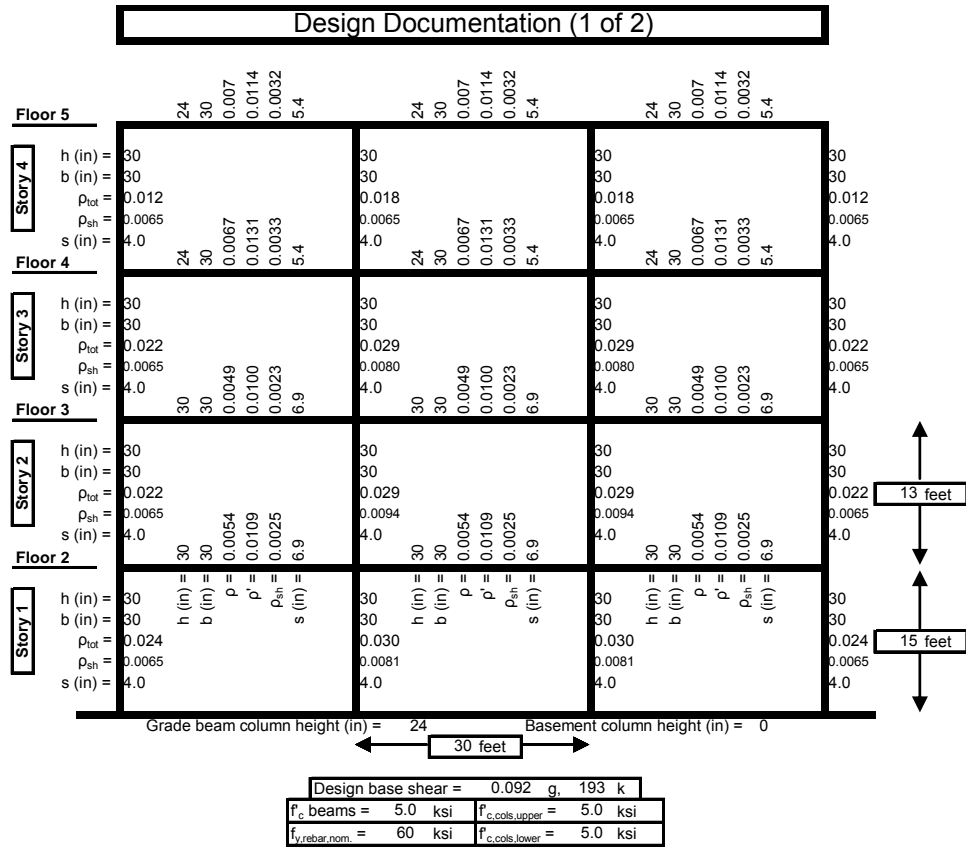 Design Documentation (1 of 2)
24 30 0.007 0.0114 0.0032 5.4 24 30 0.007 0.0114 0.0032 5.4 24 30 0.007 0.0114 0.0032 5.4
Floor 5
Story 4
h (in) = 30 30 30 30
b (in) = 30 30 30 30
ρtot = 0.012 0.018 0.018 0.012
ρsh = 0.0065 0.0065 0.0065 0.0065
s (in) = 4.0 4.0 4.0 4.0
24 30 0.0067 0.0131 0.0033 5.4 24 30 0.0067 0.0131 0.0033 5.4 24 30 0.0067 0.0131 0.0033 5.4
Floor 4
Story 3
h (in) = 30 30 30 30
b (in) = 30 30 30 30
ρtot = 0.022 0.029 0.029 0.022
ρsh = 0.0065 0.0080 0.0080 0.0065
s (in) = 4.0 4.0 4.0 4.0
30 30 0.0049 0.0100 0.0023 6.9 30 30 0.0049 0.0100 0.0023 6.9 30 30 0.0049 0.0100 0.0023 6.9
Floor 3
Story 2
h (in) = 30 30 30 30
b (in) = 30 30 30 30
ρtot = 0.022 0.029 0.029 0.022
ρsh = 0.0065 0.0094 0.0094 0.0065
s (in) = 4.0 4.0 4.0 4.0
13 feet
h (in) = 30 b (in) = 30 ρ = 0.0054 ρ' = 0.0109 ρsh = 0.0025 s (in) = 6.9 h (in) = 30 b (in) = 30 ρ = 0.0054 ρ' = 0.0109 ρsh = 0.0025 s (in) = 6.9 h (in) = 30 b (in) = 30 ρ = 0.0054 ρ' = 0.0109 ρsh = 0.0025 s (in) = 6.9
Floor 2
Story 1
h (in) = 30 30 30 30
b (in) = 30 30 30 30
ρtot = 0.024 0.030 0.030 0.024
ρsh = 0.0065 0.0081 0.0081 0.0065
s (in) = 4.0 4.0 4.0 4.0
15 feet
Grade beam column height (in) = 24 Basement column height (in) = 0
30 feet
Design base shear = 0.092 g, 193 k
f'c beams = 5.0 ksi f'c,cols,upper = 5.0 ksi
fy,rebar,nom. = 60 ksi f'c,cols,lower = 5.0 ksi